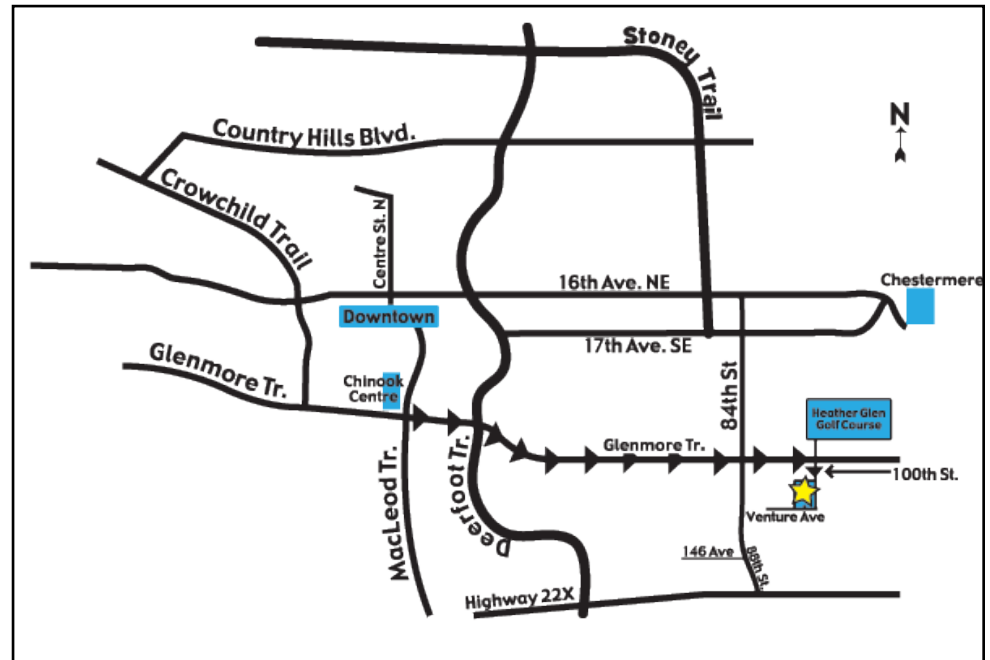 Stoney Trail
N
Country Hills Blvd.
Crowchild Trail
Centre St. N
16th Ave. NE
Chestermere
Downtown
17th Ave. SE
Glenmore Tr.
Chinook
Centre
84th St
Heather Glen
Golf Course
Glenmore Tr.
100th St.
MacLeod Tr.
Deerfoot Tr.
Venture Ave
146 Ave
88th St.
Highway 22X